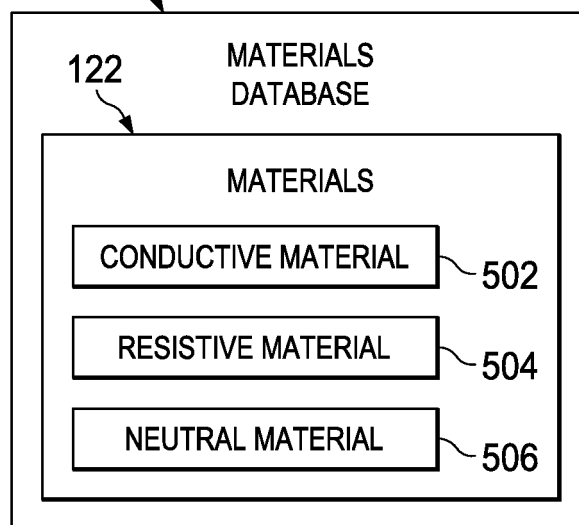 MATERIALS
DATABASE
122
MATERIALS
CONDUCTIVE MATERIAL
502
RESISTIVE MATERIAL
504
NEUTRAL MATERIAL
506